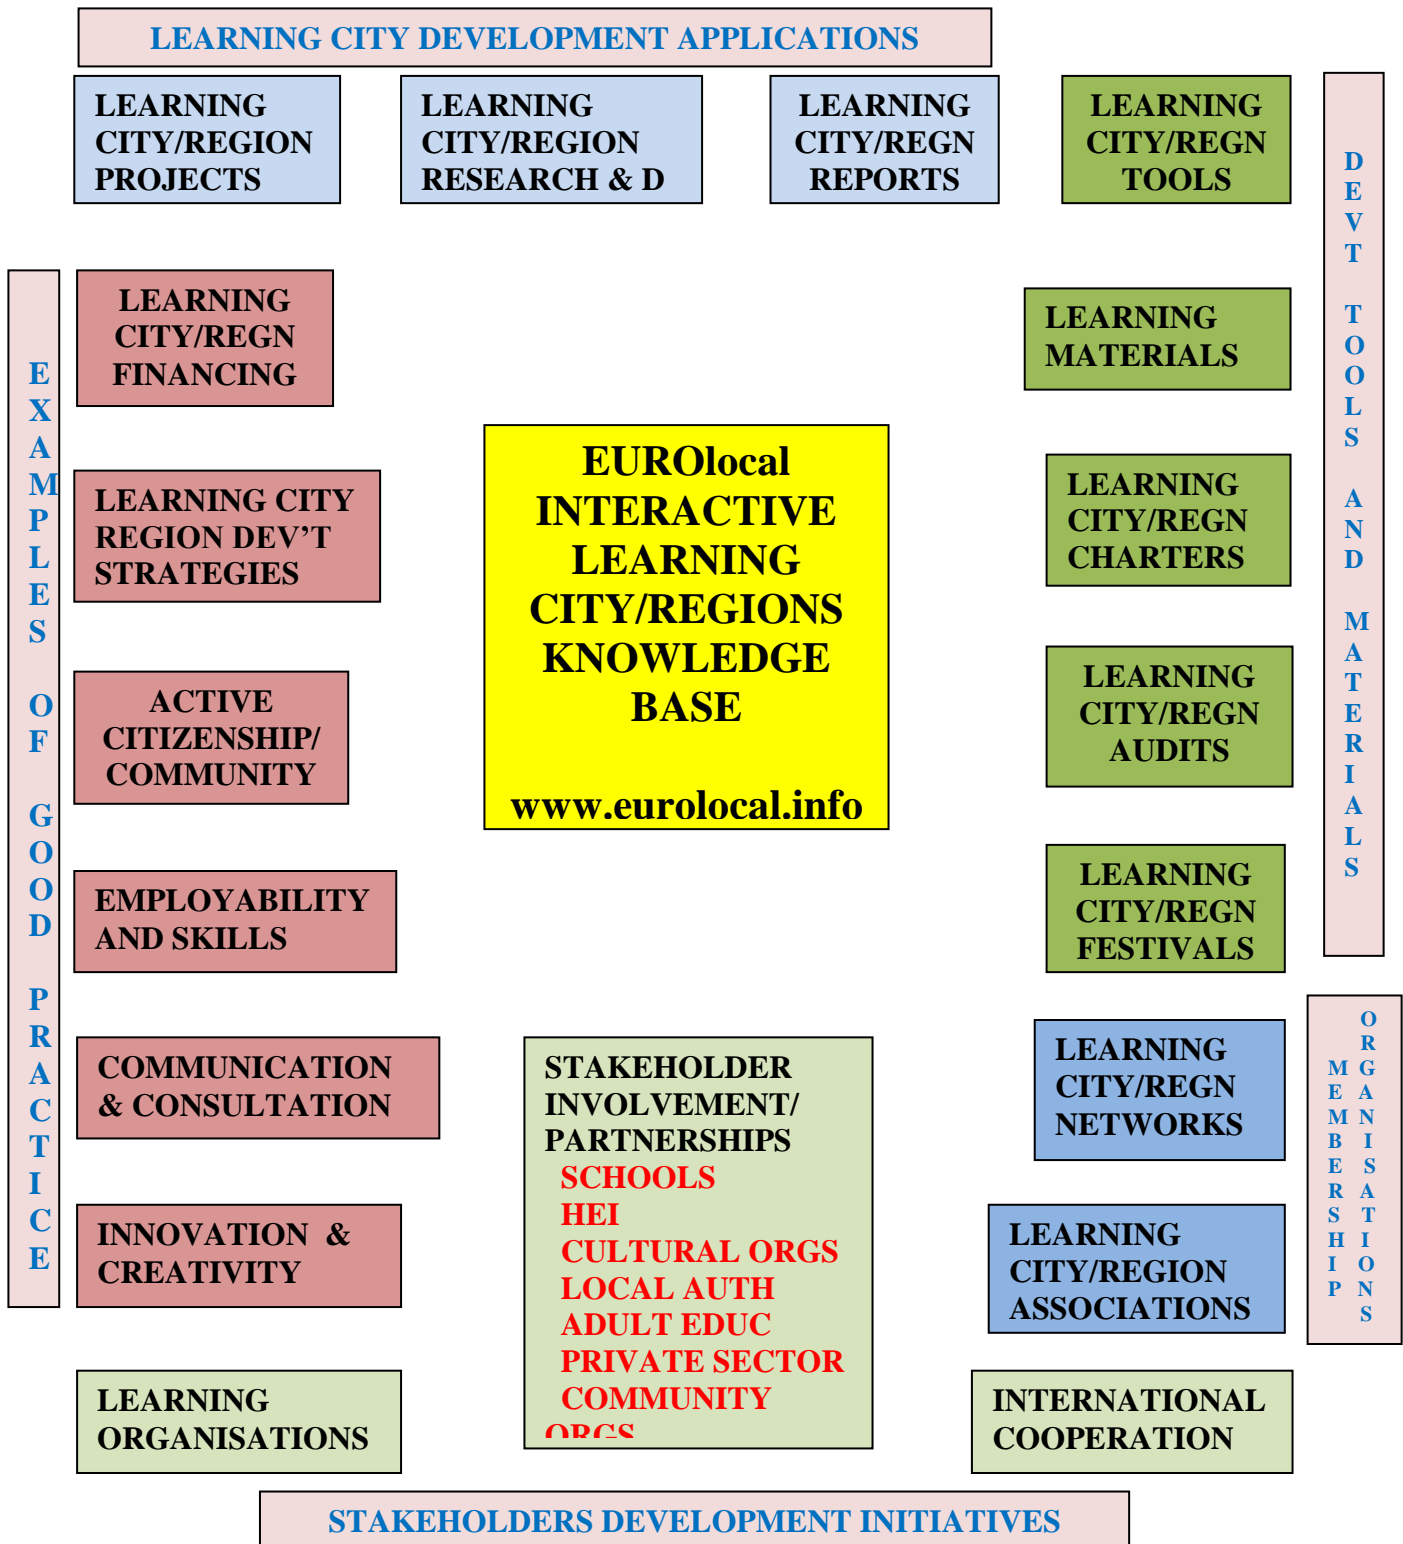 LEARNING CITY DEVELOPMENT APPLICATIONS
LEARNING
CITY/REGION
PROJECTS
LEARNING
CITY/REGION
RESEARCH & D
LEARNING
CITY/REGN
REPORTS
LEARNING
CITY/REGN
TOOLS
DEVT TOOLS AND MATERIALS
EXAMPLES OF GOOD PRACTICE
LEARNING
CITY/REGN
FINANCING
LEARNING
MATERIALS
EUROlocal
INTERACTIVE
LEARNING
CITY/REGIONS
KNOWLEDGE
BASE
www.eurolocal.info
LEARNING CITY
REGION DEV’T
STRATEGIES
LEARNING
CITY/REGN
CHARTERS
ACTIVE
CITIZENSHIP/
COMMUNITY
LEARNING
CITY/REGN
AUDITS
EMPLOYABILITY
AND SKILLS
LEARNING
CITY/REGN
FESTIVALS
COMMUNICATION
& CONSULTATION
STAKEHOLDER
INVOLVEMENT/
PARTNERSHIPS
SCHOOLS
HEI
CULTURAL ORGS
LOCAL AUTH
ADULT EDUC
PRIVATE SECTOR
COMMUNITY
ORGS
LEARNING
CITY/REGN
NETWORKS
MEMBERSHIP
ORGANISATIONS
INNOVATION &
CREATIVITY
LEARNING
CITY/REGION
ASSOCIATIONS
LEARNING
ORGANISATIONS
INTERNATIONAL
COOPERATION
STAKEHOLDERS DEVELOPMENT INITIATIVES